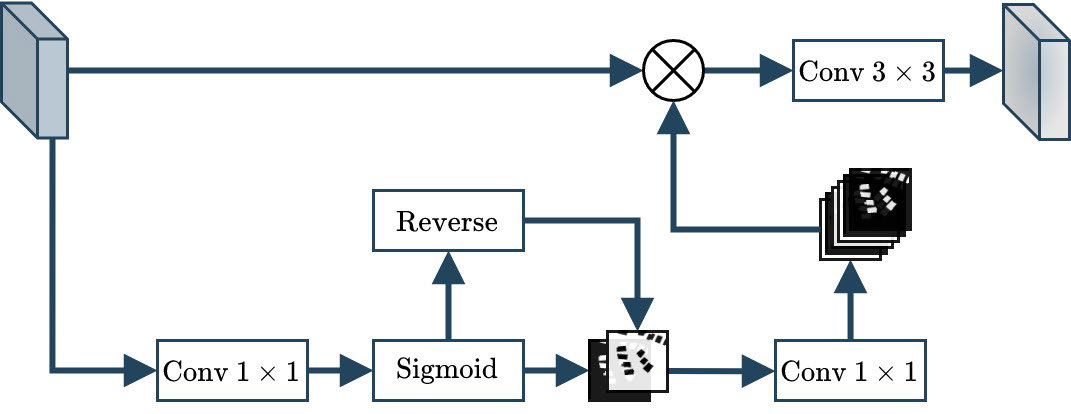 Conv 3 × 3
Reverse
Conv 1 × 1
Sigmoid
Conv 1 × 1